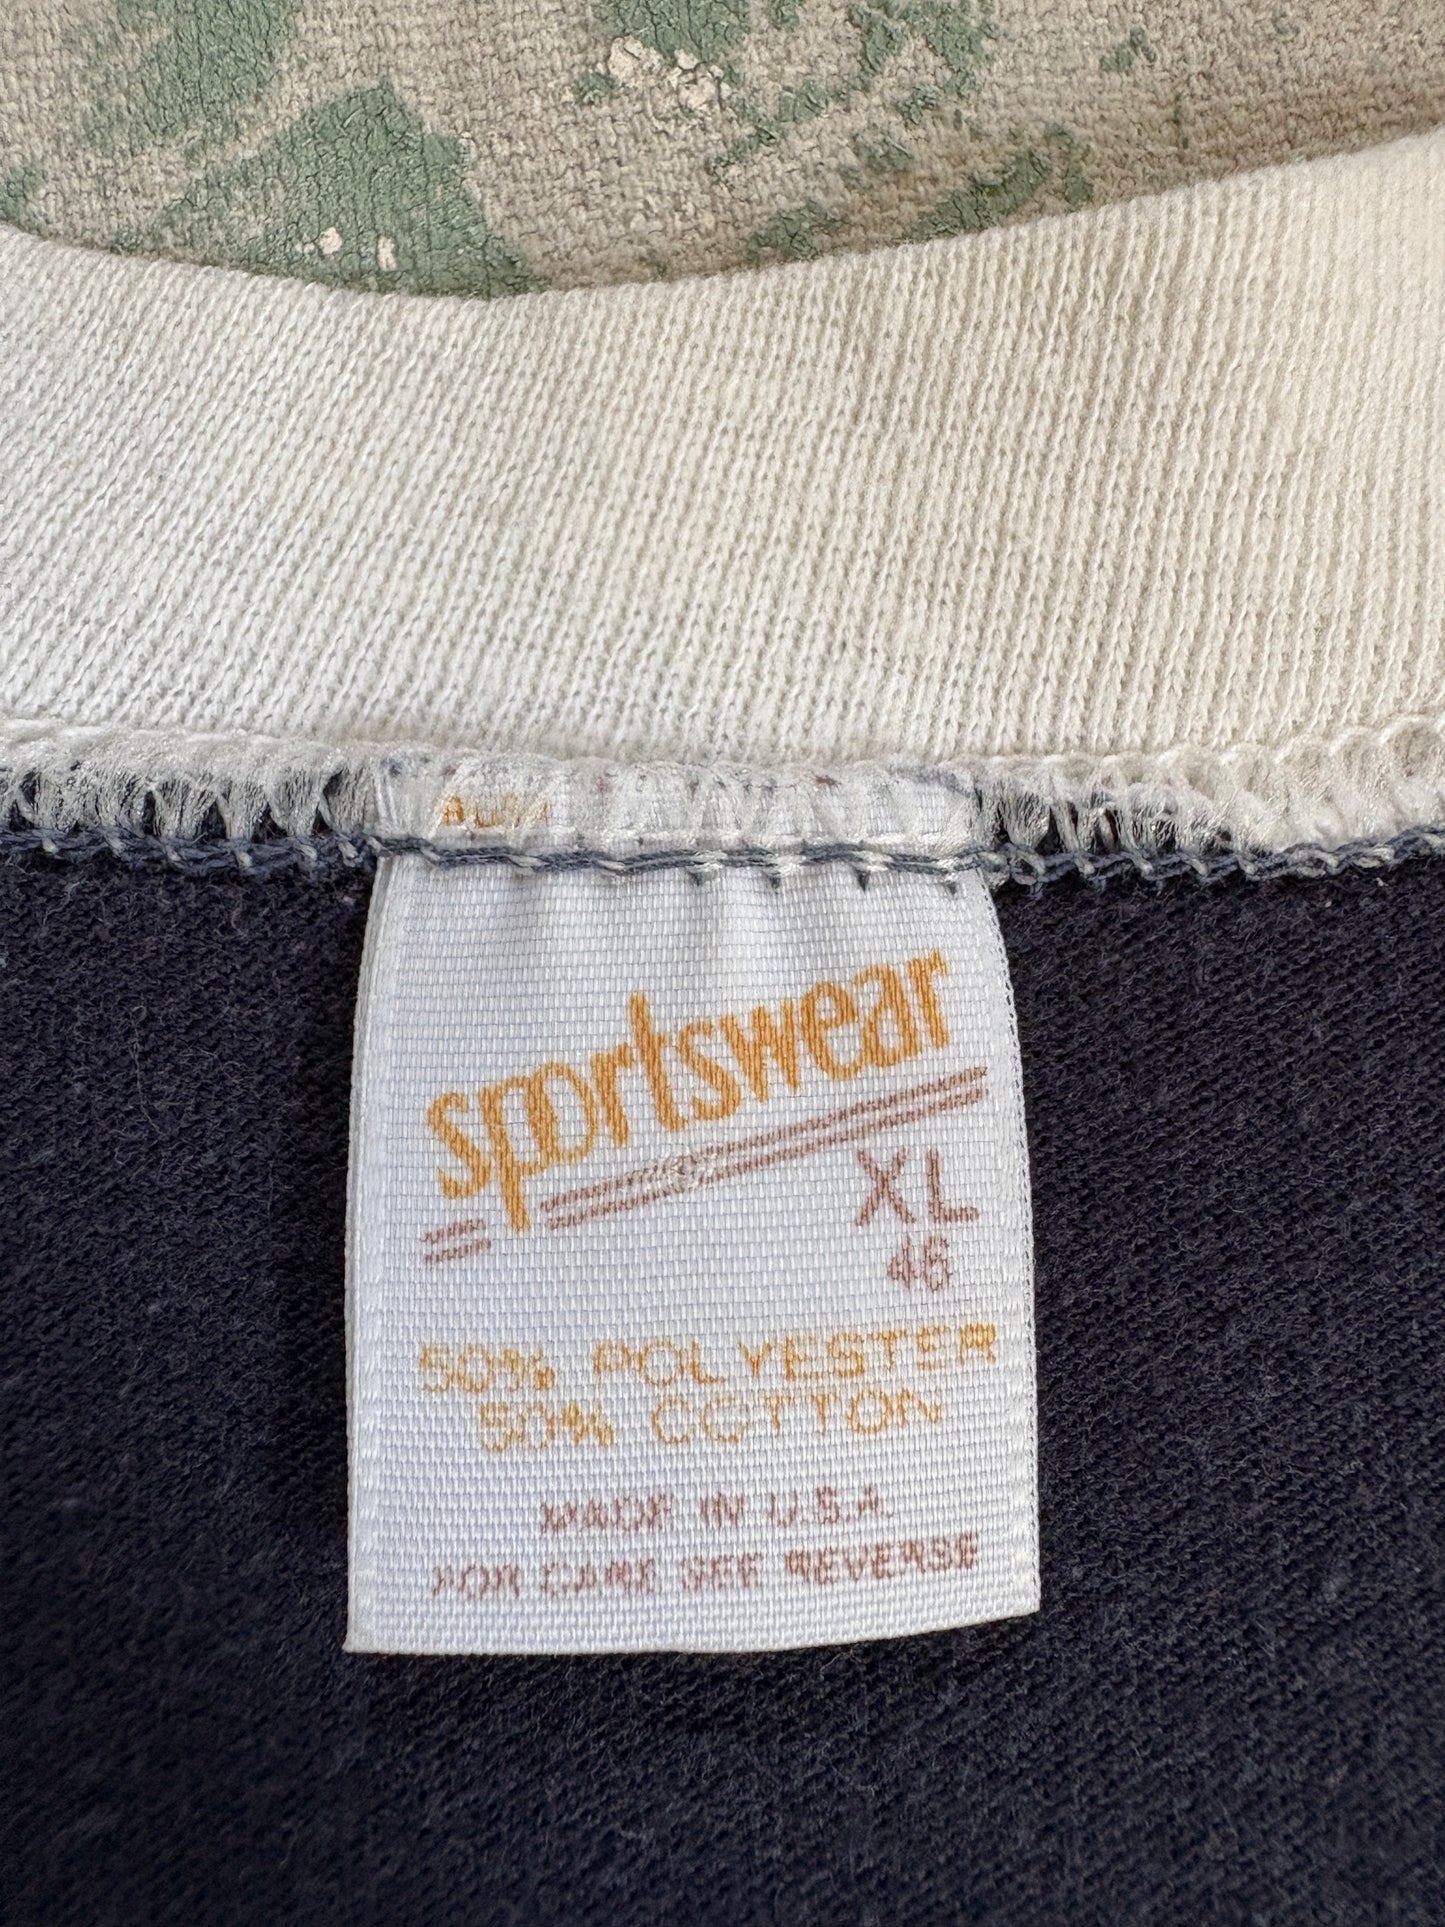 sportswear
XL
46
50% POLYESTER
50% COTTON
MADE IN U.S.A.
FOR CARE SEE REVERSE